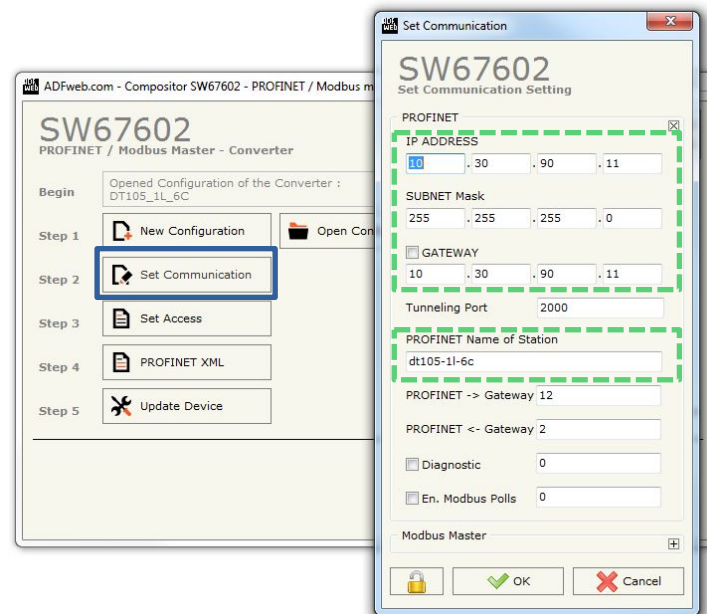 ADFweb.com - Compositor SW67602 - PROFINET / Modbus m
SW67602
PROFINET / Modbus Master - Converter
Begin
Opened Configuration of the Converter :
DT105_1L_6C
Step 1
New Configuration
Open Con
Step 2
Set Communication
Step 3
Set Access
Step 4
PROFINET XML
Step 5
Update Device
Set Communication
SW67602
Set Communication Setting
PROFINET
IP ADDRESS
10 . 30 . 90 . 11
SUBNET Mask
255 . 255 . 255 . 0
GATEWAY
10 . 30 . 90 . 11
Tunneling Port 2000
PROFINET Name of Station
dt105-1l-6c
PROFINET -> Gateway 12
PROFINET <- Gateway 2
Diagnostic 0
En. Modbus Polls 0
Modbus Master
OK
Cancel